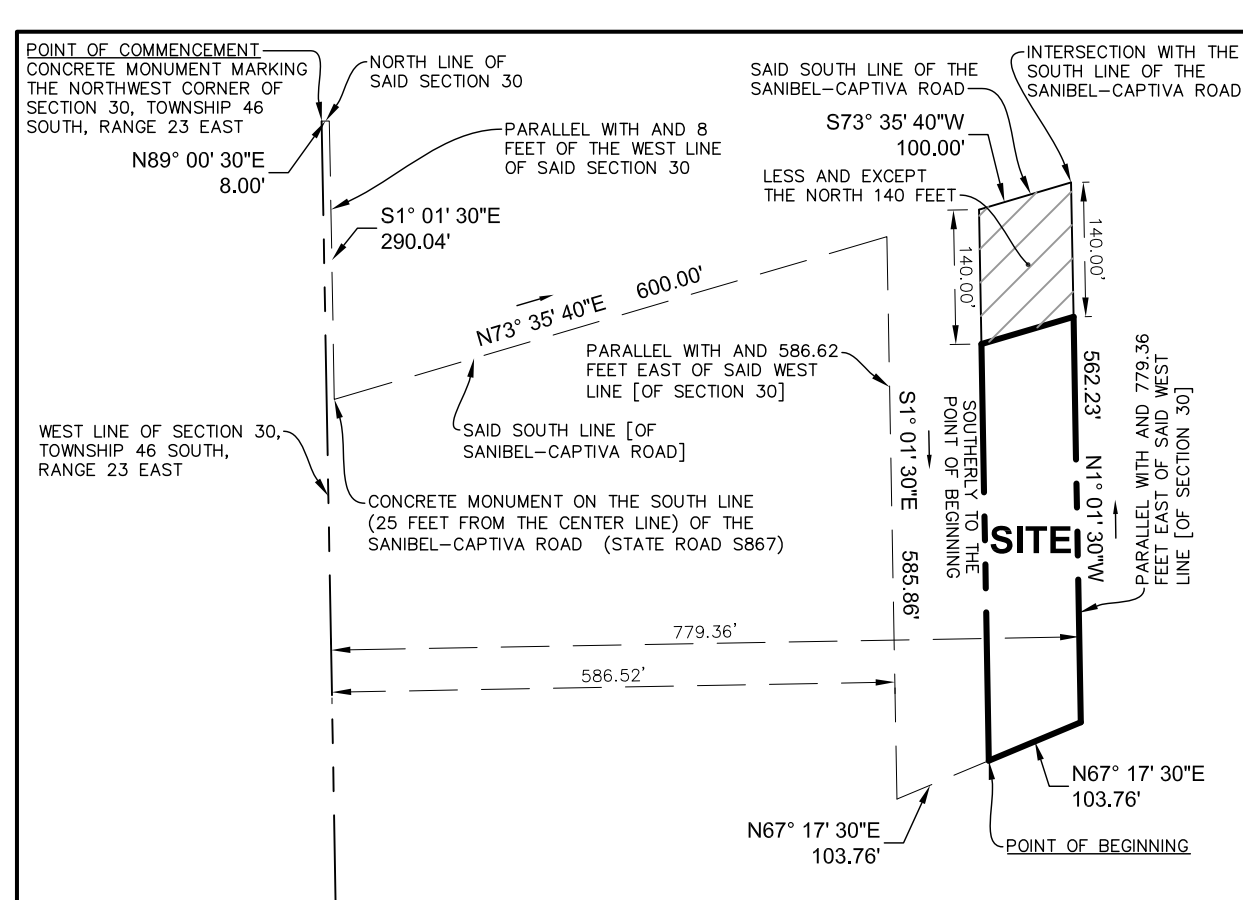 POINT OF COMMENCEMENT
CONCRETE MONUMENT MARKING
THE NORTHWEST CORNER OF
SECTION 30, TOWNSHIP 46
SOUTH, RANGE 23 EAST
N89° 00' 30"E
8.00'
NORTH LINE OF
SAID SECTION 30
PARALLEL WITH AND 8
FEET OF THE WEST LINE
OF SAID SECTION 30
S1° 01' 30"E
290.04'
SAID SOUTH LINE OF THE
SANIBEL-CAPTIVA ROAD
S73° 35' 40"W
100.00'
LESS AND EXCEPT
THE NORTH 140 FEET
INTERSECTION WITH THE
SOUTH LINE OF THE
SANIBEL-CAPTIVA ROAD
140.00'
140.00'
N73° 35' 40"E 600.00'
PARALLEL WITH AND 586.62
FEET EAST OF SAID WEST
LINE [OF SECTION 30]
SAID SOUTH LINE [OF
SANIBEL-CAPTIVA ROAD]
WEST LINE OF SECTION 30,
TOWNSHIP 46 SOUTH,
RANGE 23 EAST
CONCRETE MONUMENT ON THE SOUTH LINE
(25 FEET FROM THE CENTER LINE) OF THE
SANIBEL-CAPTIVA ROAD (STATE ROAD S867)
S1° 01' 30"E 585.86'
SOUTHERLY TO THE
POINT OF BEGINNING
SITE
562.23' N1° 01' 30"W
PARALLEL WITH AND 779.36
FEET EAST OF SAID WEST
LINE [OF SECTION 30]
779.36'
586.52'
N67° 17' 30"E
103.76'
N67° 17' 30"E
103.76'
POINT OF BEGINNING